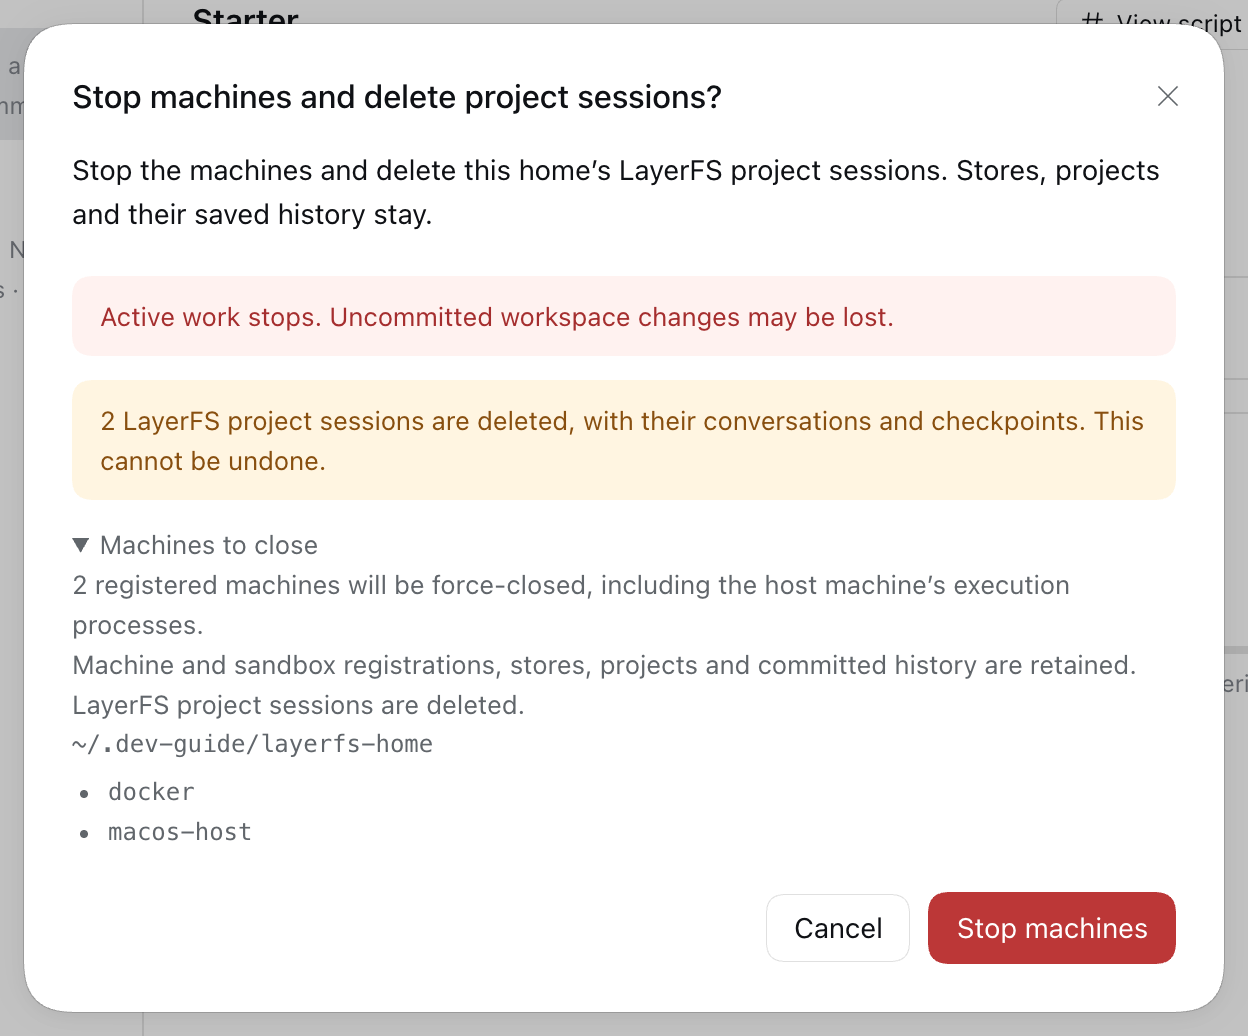 Starter
# View script
Stop machines and delete project sessions?
Stop the machines and delete this home’s LayerFS project sessions. Stores, projects
and their saved history stay.
Active work stops. Uncommitted workspace changes may be lost.
2 LayerFS project sessions are deleted, with their conversations and checkpoints. This
cannot be undone.
▼ Machines to close
2 registered machines will be force-closed, including the host machine’s execution
processes.
Machine and sandbox registrations, stores, projects and committed history are retained.
LayerFS project sessions are deleted.
~/.dev-guide/layerfs-home
• docker
• macos-host
Cancel
Stop machines